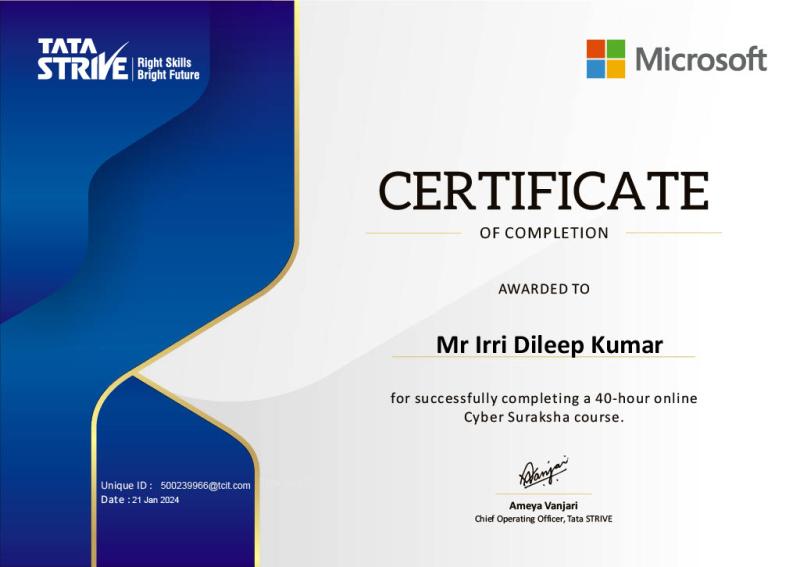 TATA
STRIVE
Right Skills
Bright Future
Microsoft
CERTIFICATE
OF COMPLETION
AWARDED TO
Mr Irri Dileep Kumar
for successfully completing a 40-hour online
Cyber Suraksha course.
Unique ID : 500239966@tcit.com
Date : 21 Jan 2024
AVanjari
Ameya Vanjari
Chief Operating Officer, Tata STRIVE